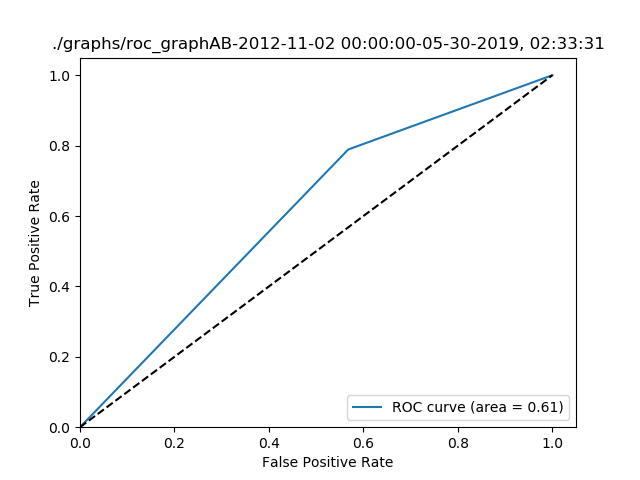 ./graphs/roc_graphAB-2012-11-02 00:00:00-05-30-2019, 02:33:31
1.0
0.8
0.6
0.4
0.2
0.0
True Positive Rate
ROC curve (area = 0.61)
0.0 0.2 0.4 0.6 0.8 1.0
False Positive Rate